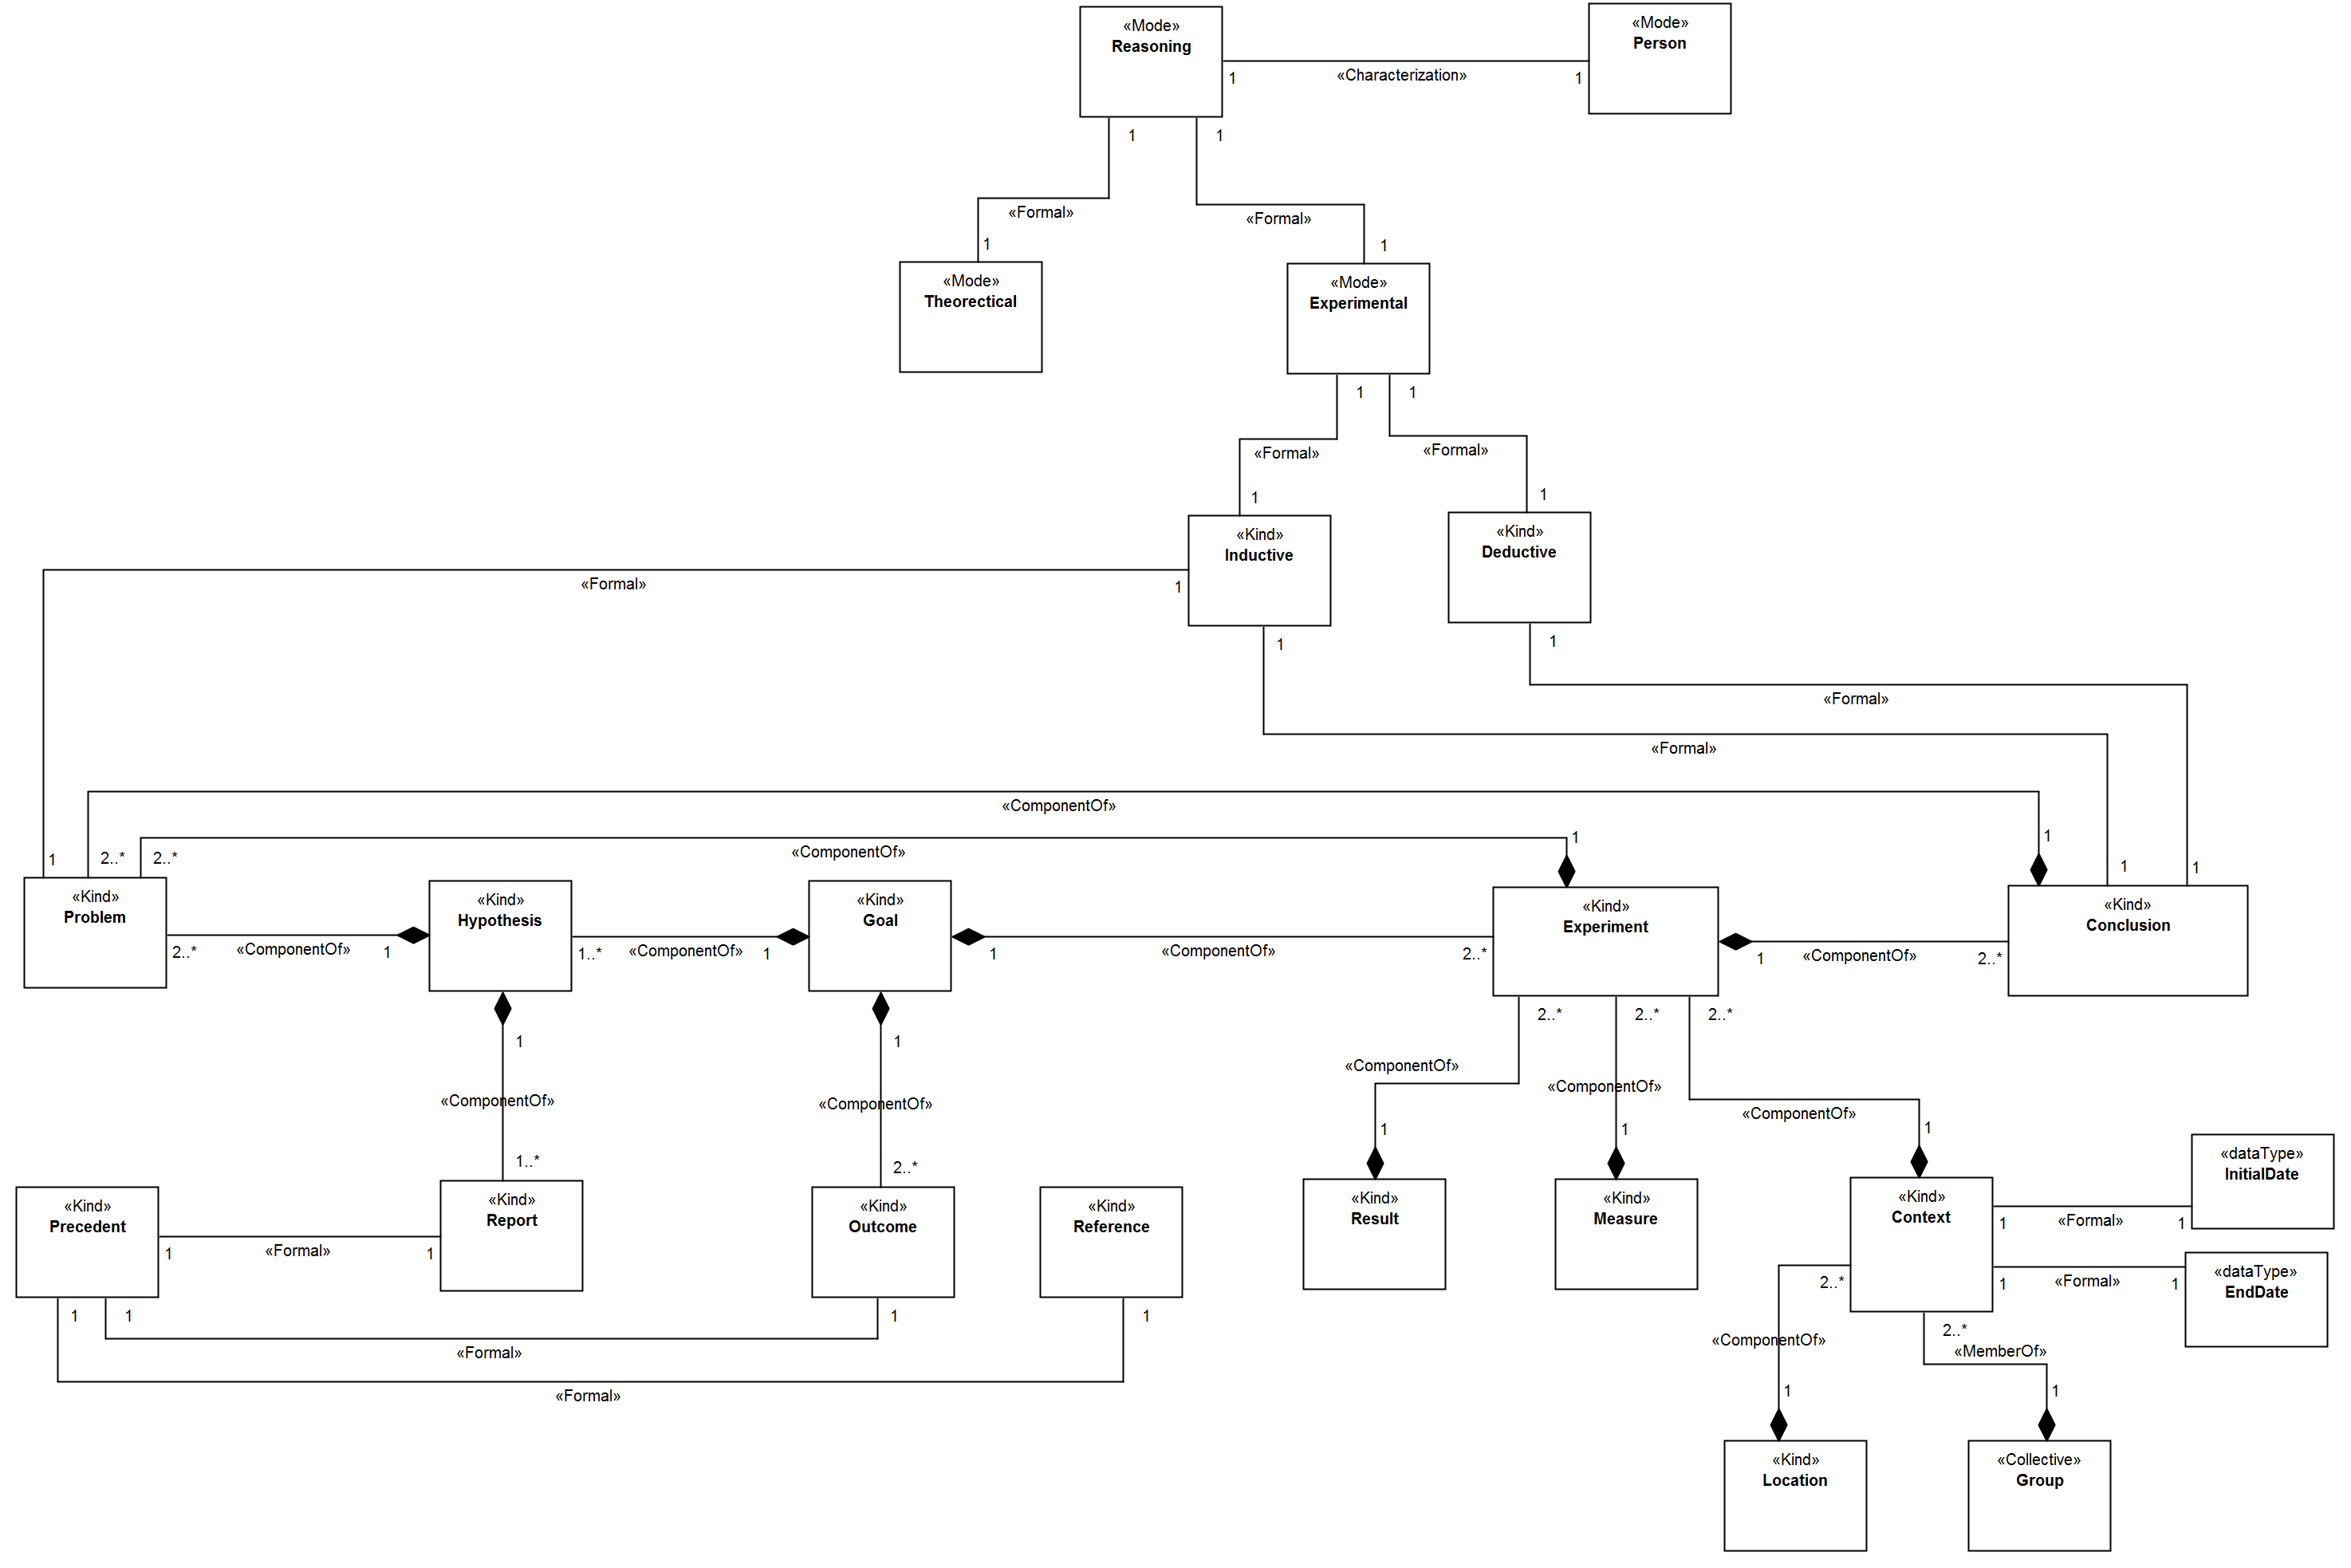 «Mode»
Reasoning
«Mode»
Person
1
«Characterization»
1
1
1
«Formal»
«Formal»
1
1
«Mode»
Theorectical
«Mode»
Experimental
1
1
«Formal»
«Formal»
1
1
«Kind»
Inductive
«Kind»
Deductive
«Formal»
1
1
1
«Formal»
«Formal»
«ComponentOf»
1
2..*
2..*
«ComponentOf»
1
1
1
1
«Kind»
Problem
«Kind»
Hypothesis
«Kind»
Goal
«Kind»
Experiment
«Kind»
Conclusion
2..*
«ComponentOf»
1
1..*
«ComponentOf»
1
1
«ComponentOf»
2..*
1
«ComponentOf»
2..*
2..*
2..*
2..*
1
1
«ComponentOf»
«ComponentOf»
«ComponentOf»
«ComponentOf»
«ComponentOf»
1..*
2..*
1
1
1
«Kind»
Precedent
«Kind»
Report
«Kind»
Outcome
«Kind»
Reference
«Kind»
Result
«Kind»
Measure
«Kind»
Context
«dataType»
InitialDate
1
«Formal»
1
1
«Formal»
1
«dataType»
EndDate
1
«Formal»
1
2..*
1
1
1
1
«Formal»
«Formal»
2..*
«ComponentOf»
«MemberOf»
1
1
«Kind»
Location
«Collective»
Group